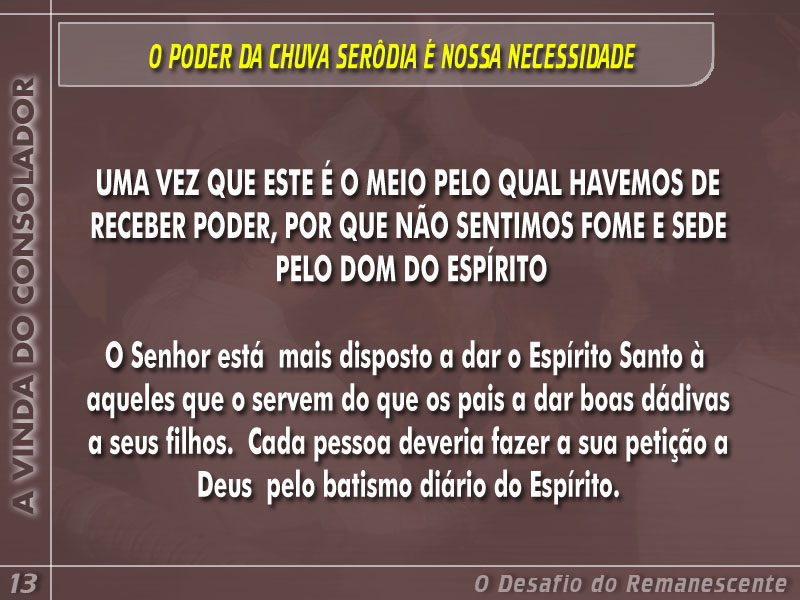 O PODER DA CHUVA SERÔDIA É NOSSA NECESSIDADE
A VINDA DO CONSOLADOR
UMA VEZ QUE ESTE É O MEIO PELO QUAL HAVEMOS DE
RECEBER PODER, POR QUE NÃO SENTIMOS FOME E SEDE
PELO DOM DO ESPÍRITO
O Senhor está mais disposto a dar o Espírito Santo à
aqueles que o servem do que os pais a dar boas dádivas
a seus filhos. Cada pessoa deveria fazer a sua petição a
Deus pelo batismo diário do Espírito.
13
O Desafio do Remanescente